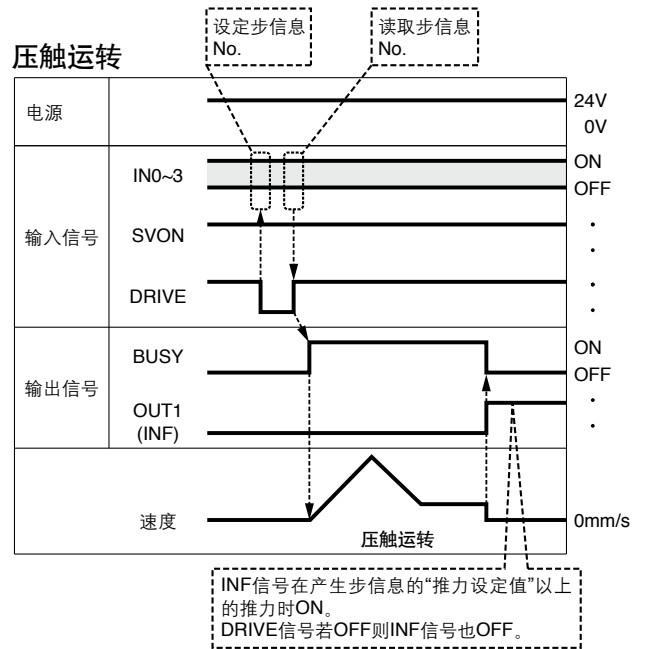 压触运转
设定步信息
No.
读取步信息
No.
电源
24V
0V
输入信号
IN0~3
ON
OFF
SVON
DRIVE
输出信号
BUSY
ON
OFF
OUT1
(INF)
速度
0mm/s
压触运转
INF信号在产生步信息的“推力设定值”以上
的推力时ON。
DRIVE信号若OFF则INF信号也OFF。